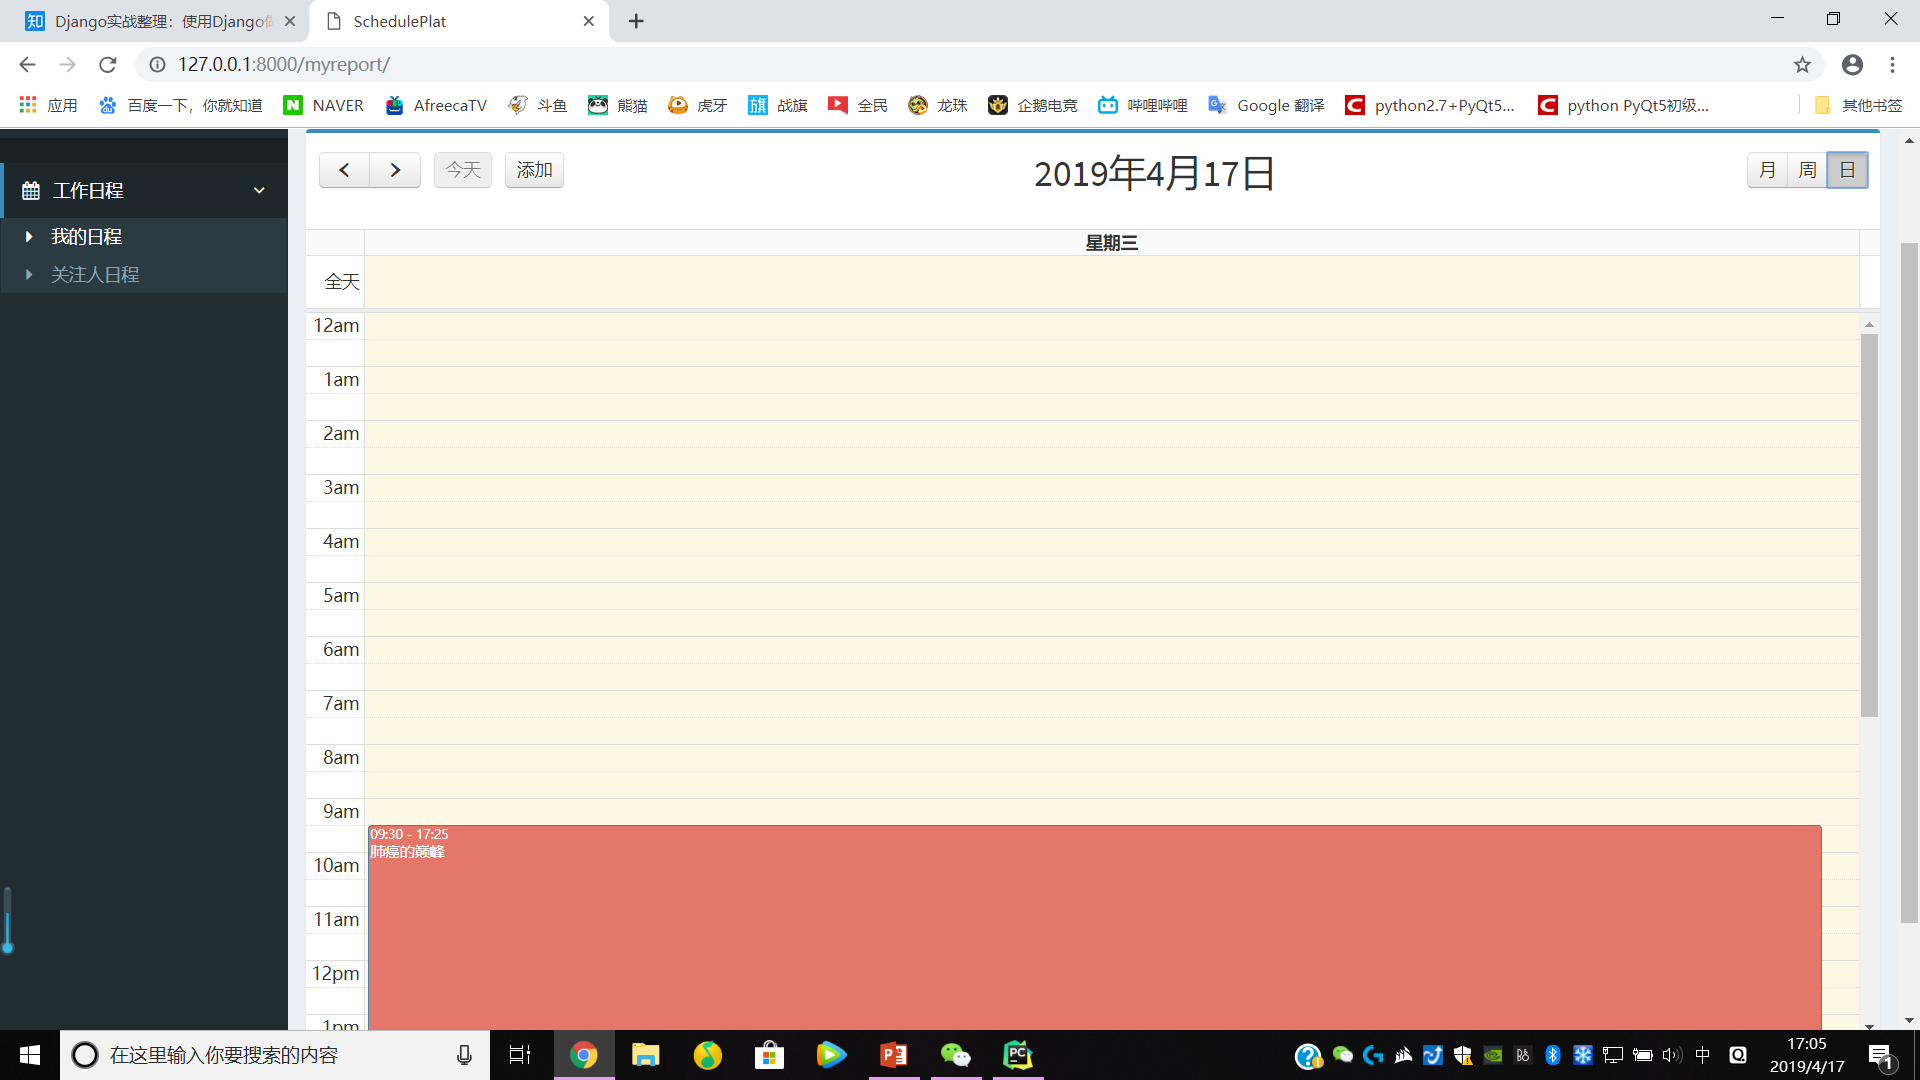 Django实战整理：使用Django
SchedulePlat
127.0.0.1:8000/myreport/
应用
百度一下，你就知道
NAVER
AfreecaTV
斗鱼
熊猫
虎牙
战旗
全民
龙珠
企鹅电竞
哔哩哔哩
Google 翻译
python2.7+PyQt5...
python PyQt5初级...
其他书签
工作日程
我的日程
关注人日程
今天
添加
2019年4月17日
月
周
日
星期三
全天
12am
1am
2am
3am
4am
5am
6am
7am
8am
9am
09:30 - 17:25
肺癌的巅峰
10am
11am
12pm
1pm
在这里输入你要搜索的内容
中
17:05
2019/4/17
1